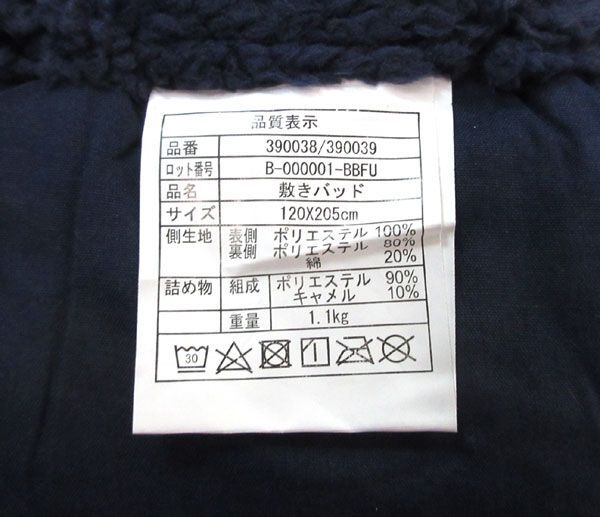 品質表示
品番 390038/390039
ロット番号 B-000001-BBFU
品名 敷きバッド
サイズ 120X205cm
側生地 表側 ポリエステル 100%
裏側 ポリエステル 80%
綿 20%
詰め物 組成 ポリエステル 90%
キャメル 10%
重量 1.1kg
30